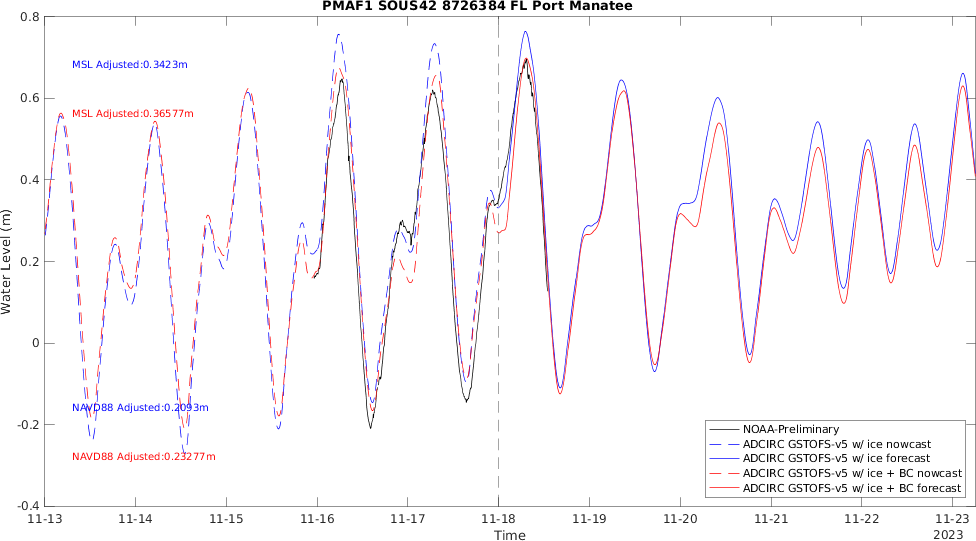 PMAF1 SOUS42 8726384 FL Port Manatee
0.8
0.6
0.4
0.2
0
-0.2
-0.4
Water Level (m)
MSL Adjusted:0.3423m
MSL Adjusted:0.36577m
NAVD88 Adjusted:0.2093m
NAVD88 Adjusted:0.23277m
NOAA-Preliminary
ADCIRC GSTOFS-v5 w/ ice nowcast
ADCIRC GSTOFS-v5 w/ ice forecast
ADCIRC GSTOFS-v5 w/ ice + BC nowcast
ADCIRC GSTOFS-v5 w/ ice + BC forecast
11-13 11-14 11-15 11-16 11-17 11-18 11-19 11-20 11-21 11-22 11-23
Time
2023